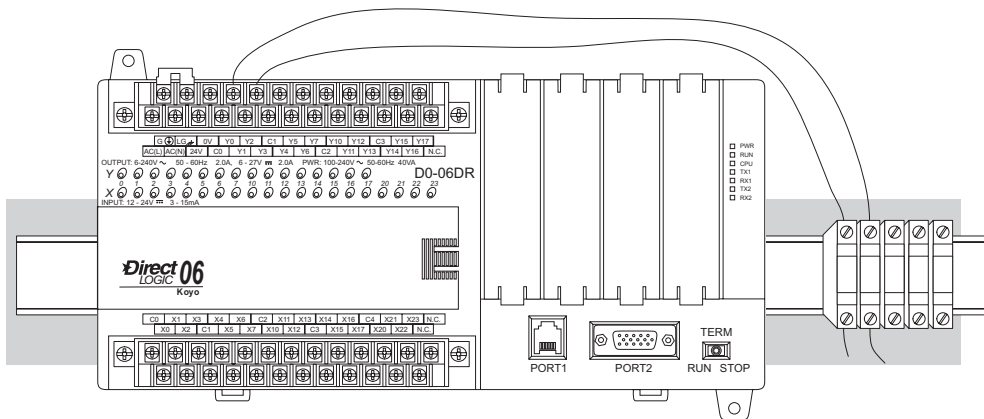 G LG 0V Y0 Y2 C1 Y5 Y7 Y10 Y12 C3 Y15 Y17
AC(L) AC(N) 24V C0 Y1 Y3 Y4 Y6 C2 Y11 Y13 Y14 Y16 N.C.
OUTPUT: 6-240V ~ 50 - 60Hz 2.0A, 6 - 27V ⎓ 2.0A PWR: 100-240V ~ 50-60Hz 40VA
Y D0-06DR
0 1 2 3 4 5 6 7 10 11 12 13 14 15 16 17 20 21 22 23
X
INPUT: 12 - 24V ⎓ 3 - 15mA
PWR
RUN
CPU
TX1
RX1
TX2
RX2
Direct
LOGIC 06
Koyo
C0 X1 X3 X4 X6 C2 X11 X13 X14 X16 C4 X21 X23 N.C.
X0 X2 C1 X5 X7 X10 X12 C3 X15 X17 X20 X22 N.C.
PORT1
PORT2
TERM
RUN STOP